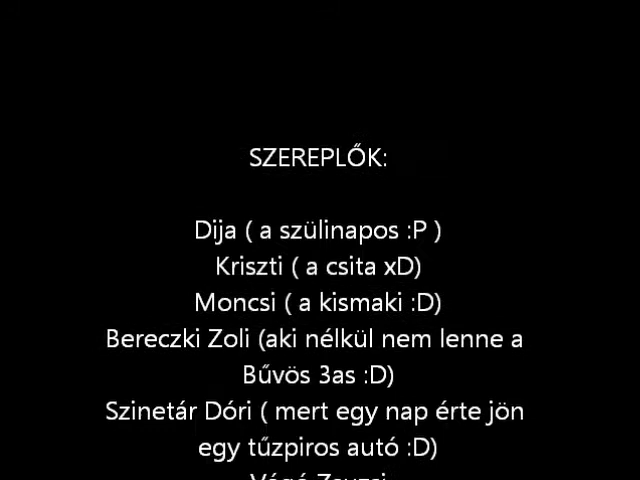 SZEREPLŐK:
Dija ( a szülinapos :P )
Kriszti ( a csita xD)
Moncsi ( a kismaki :D)
Bereczki Zoli (aki nélkül nem lenne a
Bűvös 3as :D)
Szinetár Dóri ( mert egy nap érte jön
egy tűzpiros autó :D)